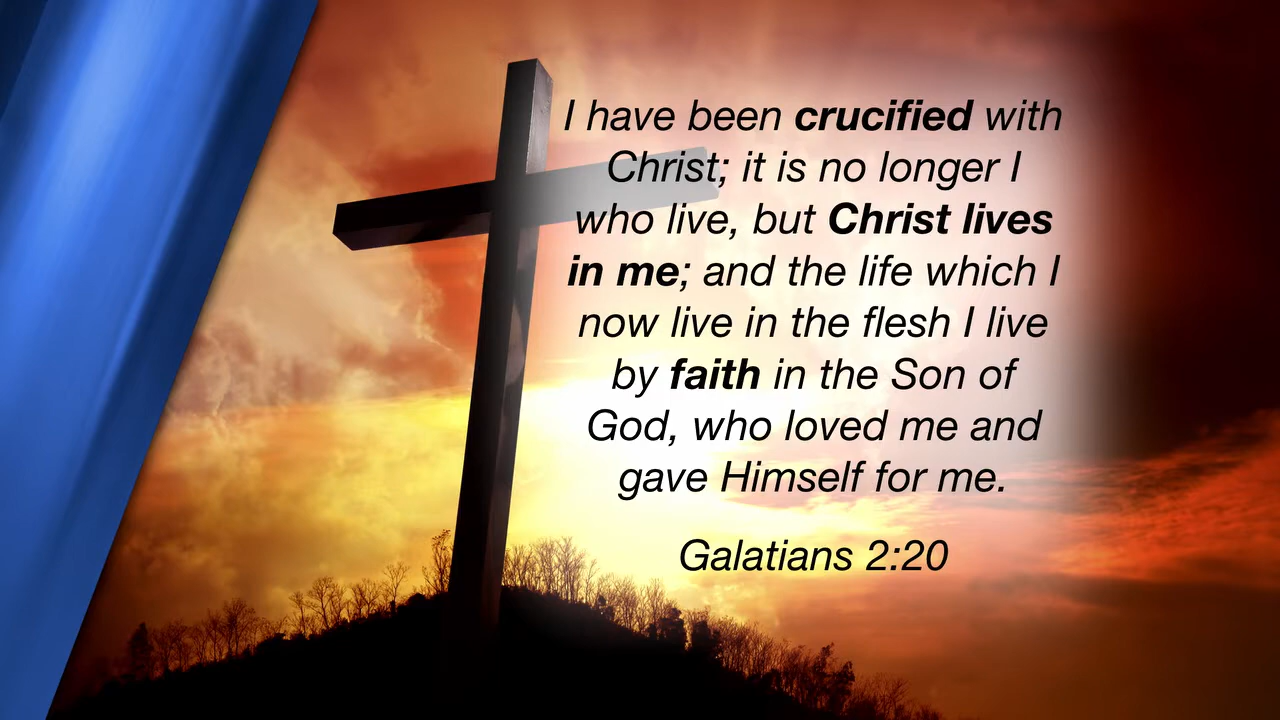 I have been crucified with
Christ; it is no longer I
who live, but Christ lives
in me; and the life which I
now live in the flesh I live
by faith in the Son of
God, who loved me and
gave Himself for me.
Galatians 2:20